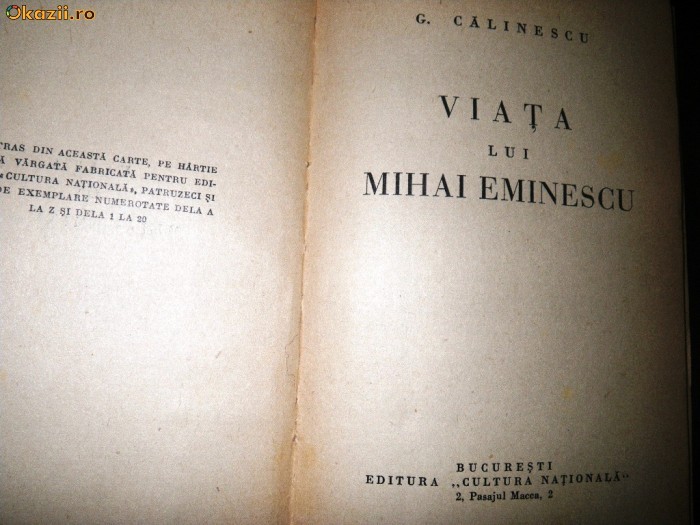 Okazii.ro
TRAS DIN ACEASTĂ CARTE, PE HÂRTIE
Ă VĂRGATĂ FABRICATĂ PENTRU EDI-
«CULTURA NAȚIONALĂ», PATRUZECI ȘI
DE EXEMPLARE NUMEROTATE DELA A
LA Z ȘI DELA 1 LA 20
G. CĂLINESCU
VIAȚA
LUI
MIHAI EMINESCU
BUCUREȘTI
EDITURA „CULTURA NAȚIONALĂ“
2, Pasajul Macca, 2